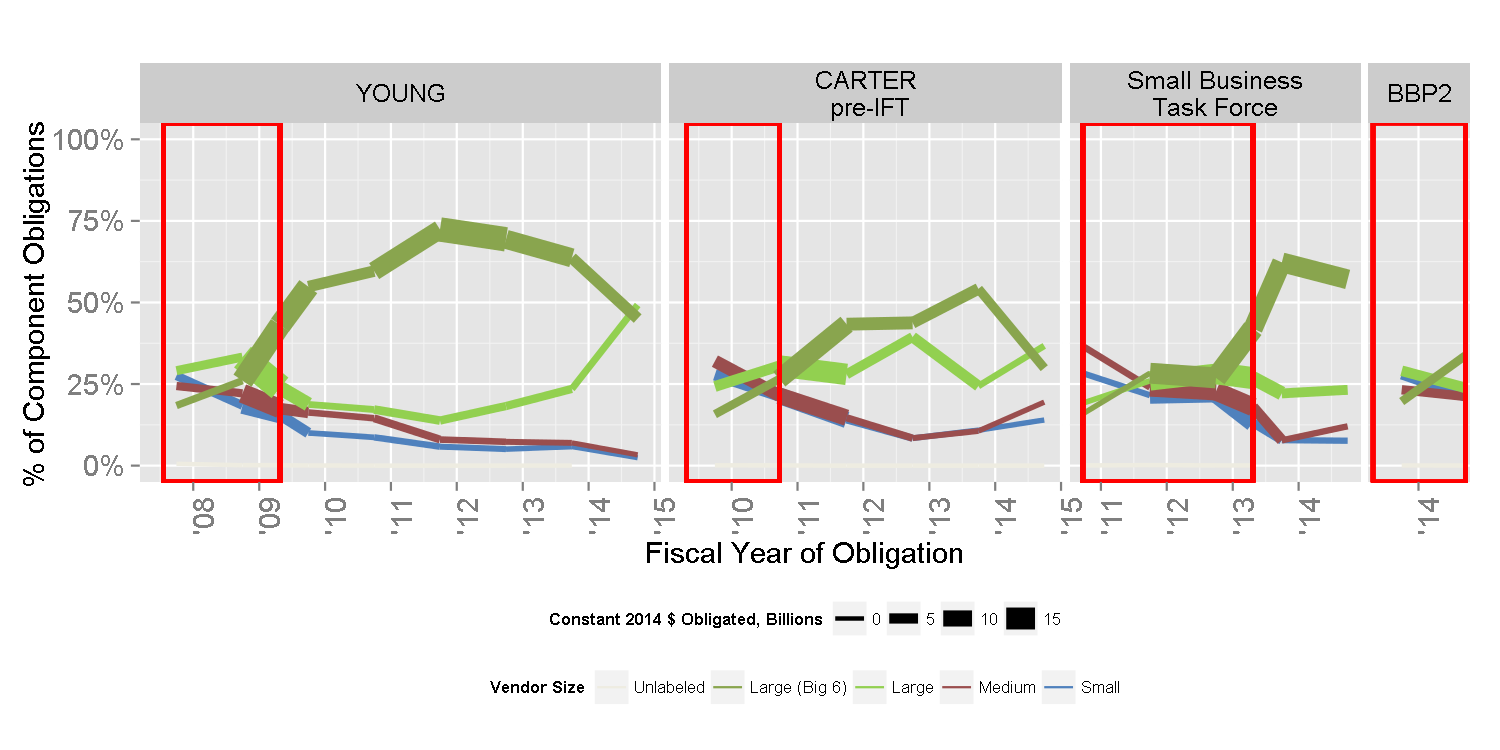 YOUNG
CARTER
pre-IFT
Small Business
Task Force
BBP2
% of Component Obligations
100%
75%
50%
25%
0%
'08 '09 '10 '11 '12 '13 '14 '15
'10 '11 '12 '13 '14 '15
'11 '12 '13 '14
'14
Fiscal Year of Obligation
Constant 2014 $ Obligated, Billions 0 5 10 15
Vendor Size Unlabeled Large (Big 6) Large Medium Small